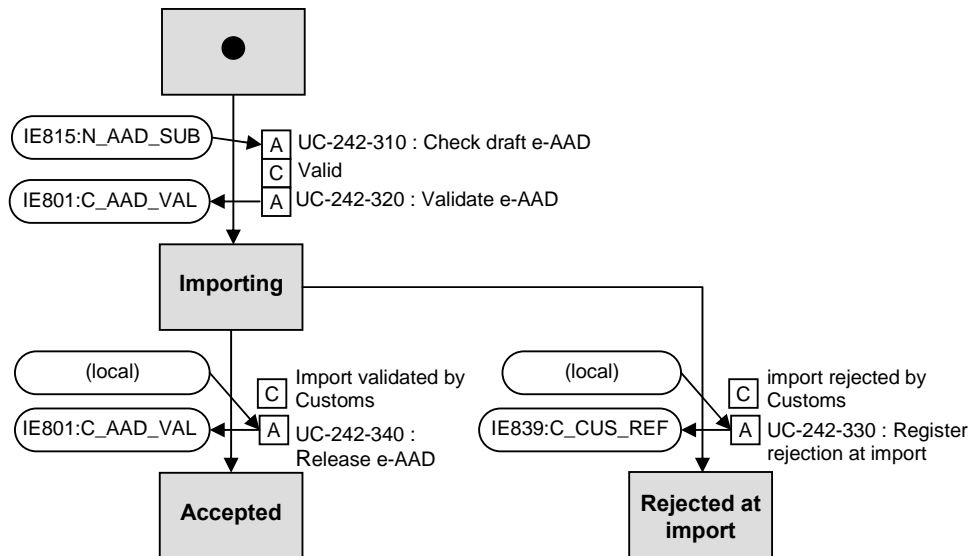 IE815:N_AAD_SUB
A UC-242-310 : Check draft e-AAD
C Valid
IE801:C_AAD_VAL
A UC-242-320 : Validate e-AAD
Importing
(local)
C Import validated by
Customs
IE801:C_AAD_VAL
A UC-242-340 :
Release e-AAD
Accepted
(local)
C import rejected by
Customs
IE839:C_CUS_REF
A UC-242-330 : Register
rejection at import
Rejected at
import